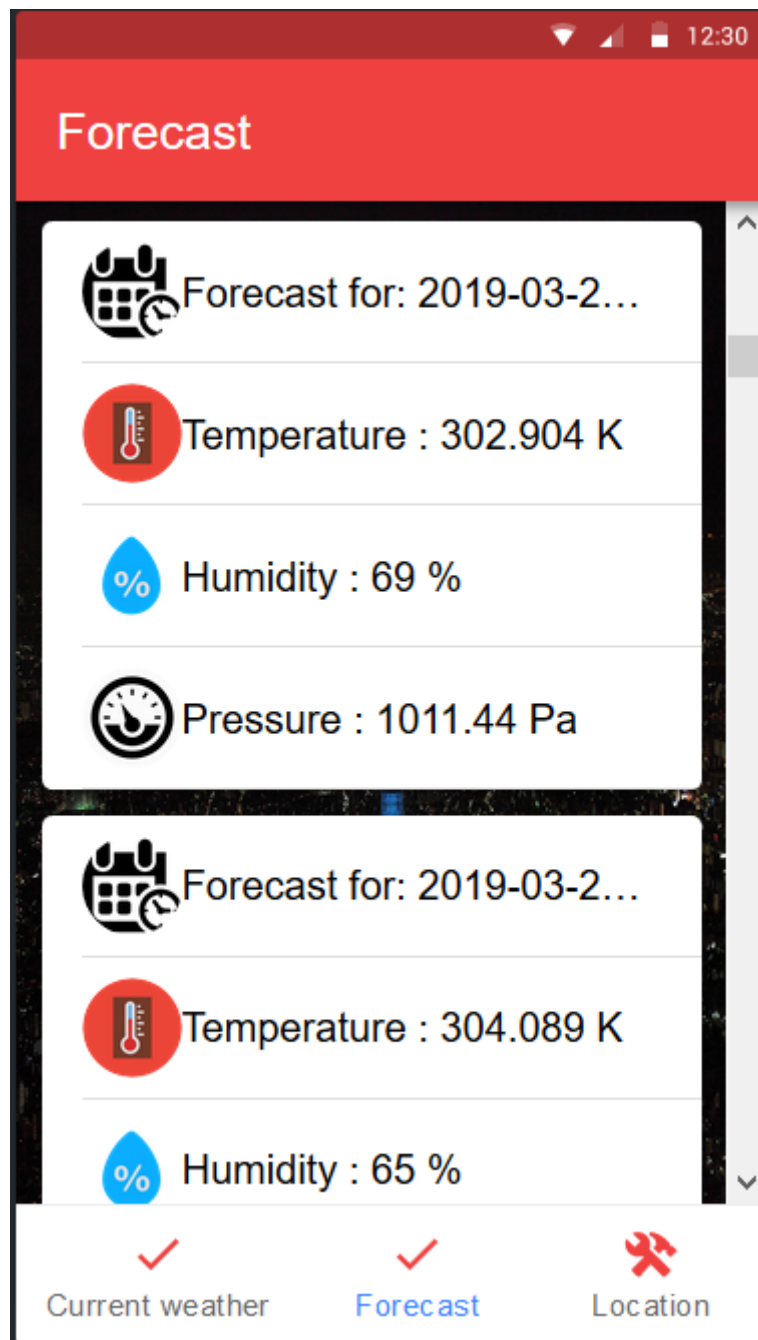 12:30
Forecast
Forecast for: 2019-03-2...
Temperature : 302.904 K
%
Humidity : 69 %
Pressure : 1011.44 Pa
Forecast for: 2019-03-2...
Temperature : 304.089 K
%
Humidity : 65 %
Current weather
Forecast
Location